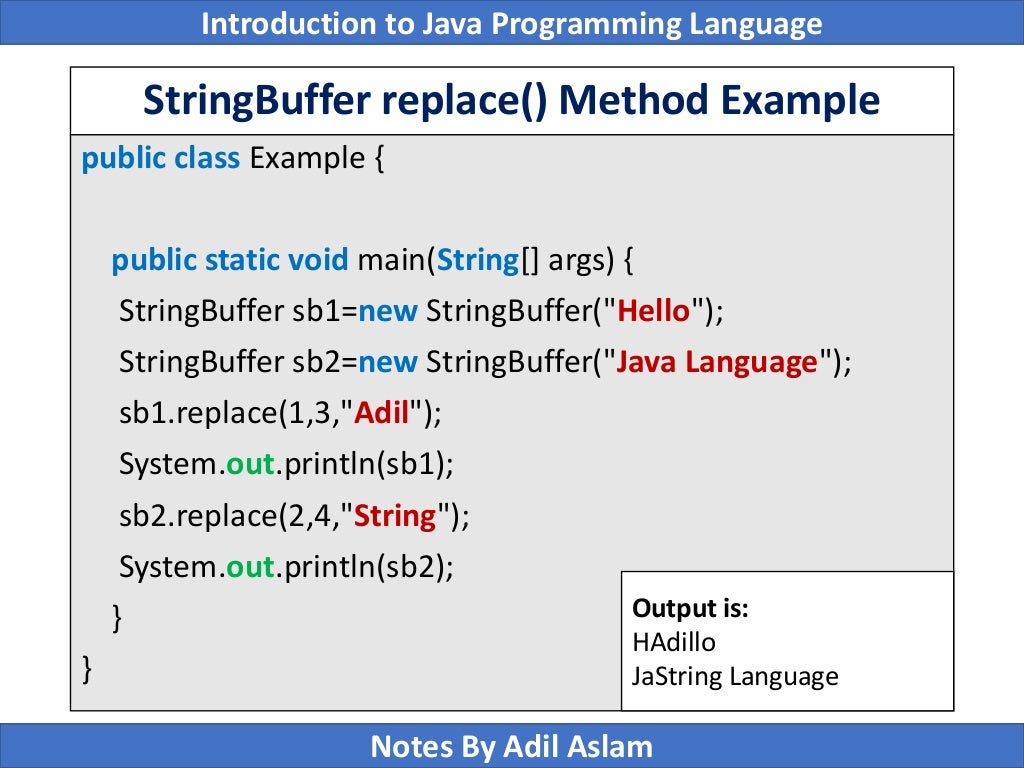 Introduction to Java Programming Language
StringBuffer replace() Method Example
public class Example {
public static void main(String[] args) {
StringBuffer sb1=new StringBuffer("Hello");
StringBuffer sb2=new StringBuffer("Java Language");
sb1.replace(1,3,"Adil");
System.out.println(sb1);
sb2.replace(2,4,"String");
System.out.println(sb2);
}
}
Output is:
HAdillo
JaString Language
Notes By Adil Aslam